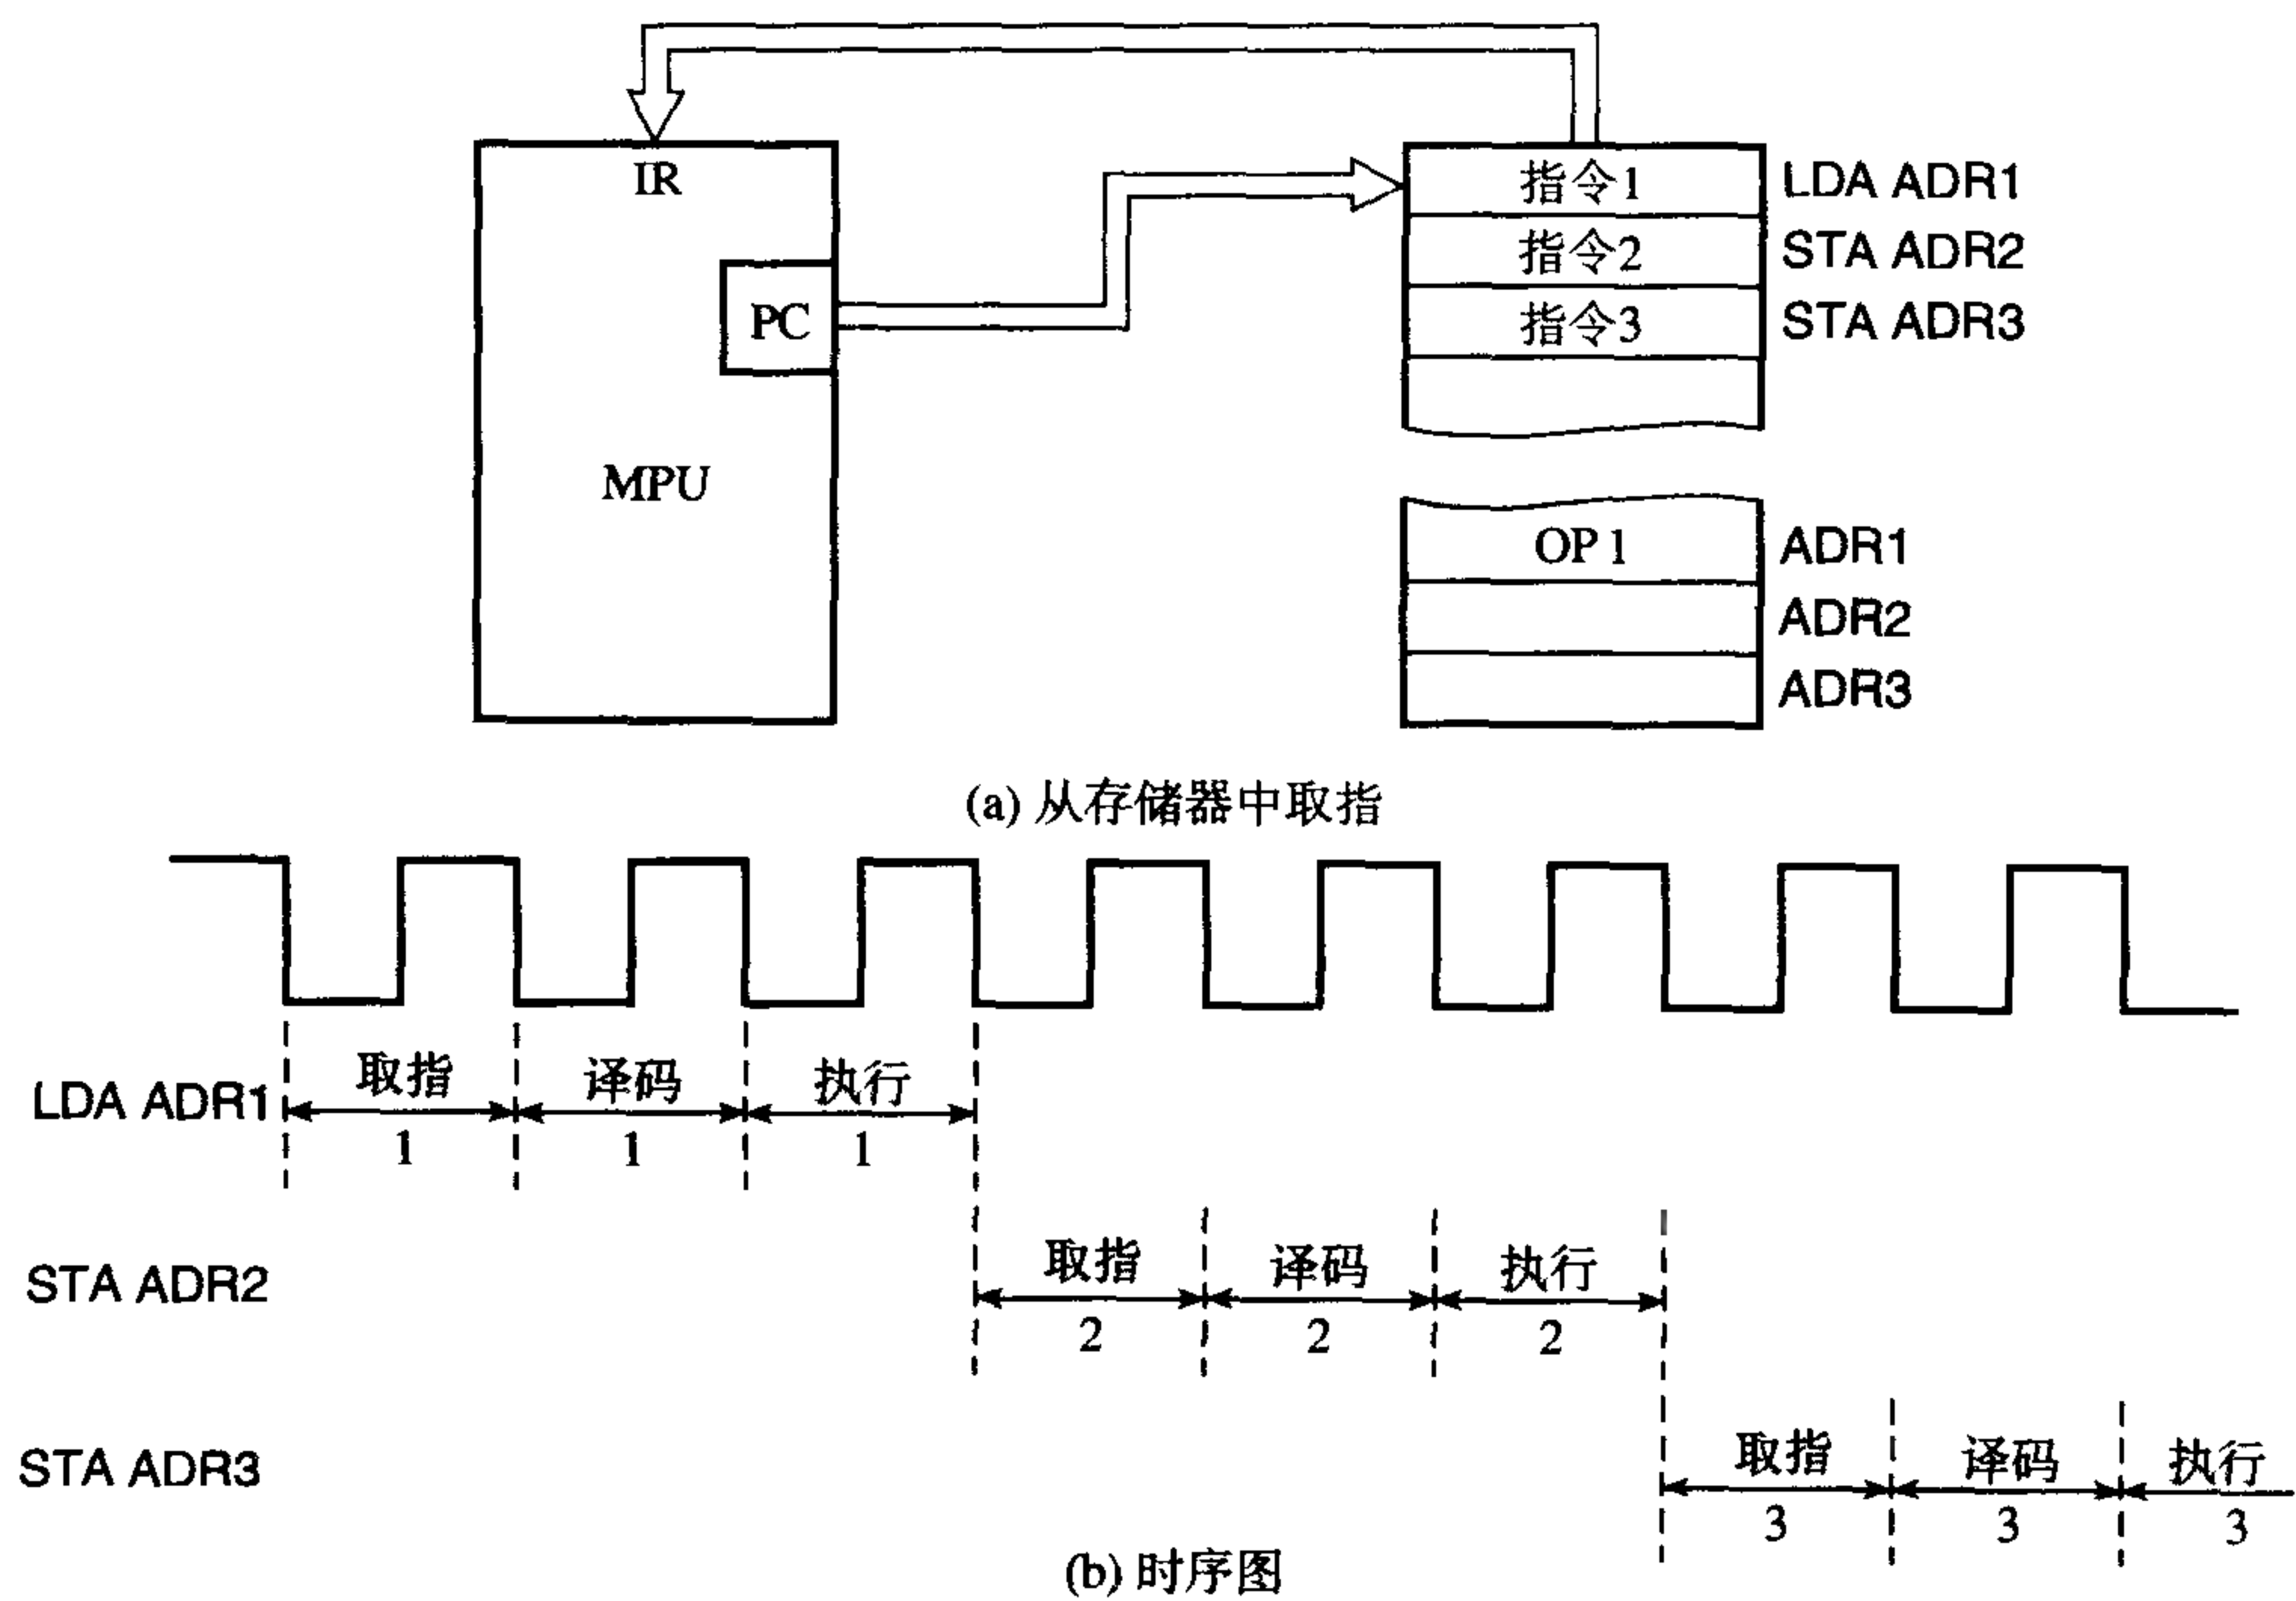 IR
指令1 LDA ADR1
指令2 STA ADR2
PC 指令3 STA ADR3
MPU
OP 1 ADR1
ADR2
ADR3
(a) 从存储器中取指
LDA ADR1 取指 译码 执行
1 1 1
STA ADR2 取指 译码 执行
2 2 2
STA ADR3 取指 译码 执行
3 3 3
(b) 时序图